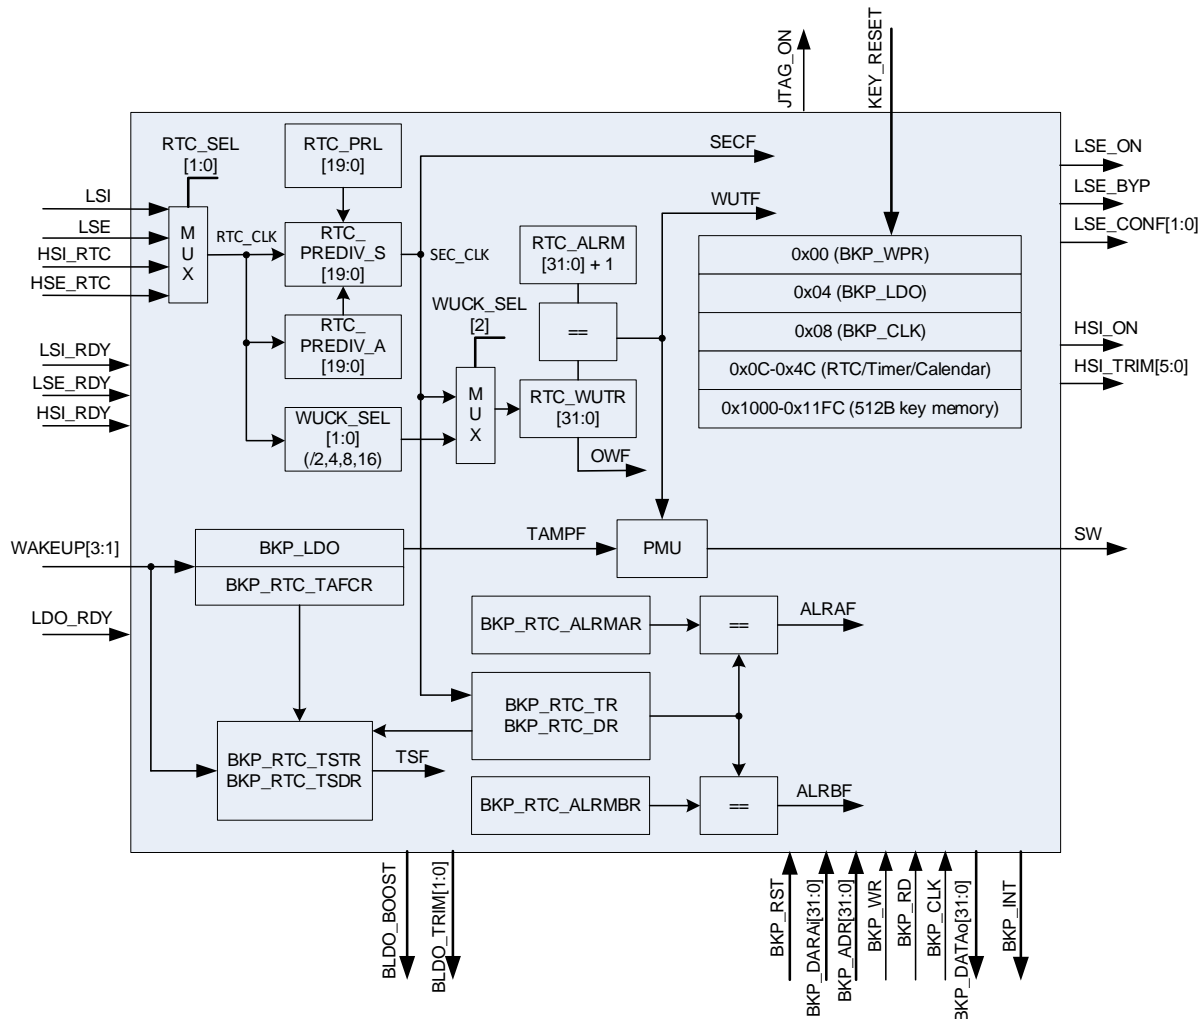 JTAG_ON
KEY_RESET
RTC_SEL
[1:0]
RTC_PRL
[19:0]
SECF
LSE_ON
LSE_BYP
LSE_CONF[1:0]
LSI
LSE
HSI_RTC
HSE_RTC
M
U
X
RTC_CLK
RTC_
PREDIV_S
[19:0]
SEC_CLK
WUTF
RTC_ALRM
[31:0] + 1
0x00 (BKP_WPR)
0x04 (BKP_LDO)
0x08 (BKP_CLK)
0x0C-0x4C (RTC/Timer/Calendar)
0x1000-0x11FC (512B key memory)
WUCK_SEL
[2]
==
HSI_ON
HSI_TRIM[5:0]
LSI_RDY
LSE_RDY
HSI_RDY
RTC_
PREDIV_A
[19:0]
M
U
X
RTC_WUTR
[31:0]
WUCK_SEL
[1:0]
(/2,4,8,16)
OWF
WAKEUP[3:1]
BKP_LDO
BKP_RTC_TAFCR
TAMPF
PMU
SW
LDO_RDY
BKP_RTC_ALRMAR
==
ALRAF
BKP_RTC_TR
BKP_RTC_DR
BKP_RTC_TSTR
BKP_RTC_TSDR
TSF
BKP_RTC_ALRMBR
==
ALRBF
BLDO_BOOST
BLDO_TRIM[1:0]
BKP_RST
BKP_DARAi[31:0]
BKP_ADR[31:0]
BKP_WR
BKP_RD
BKP_CLK
BKP_DATAo[31:0]
BKP_INT